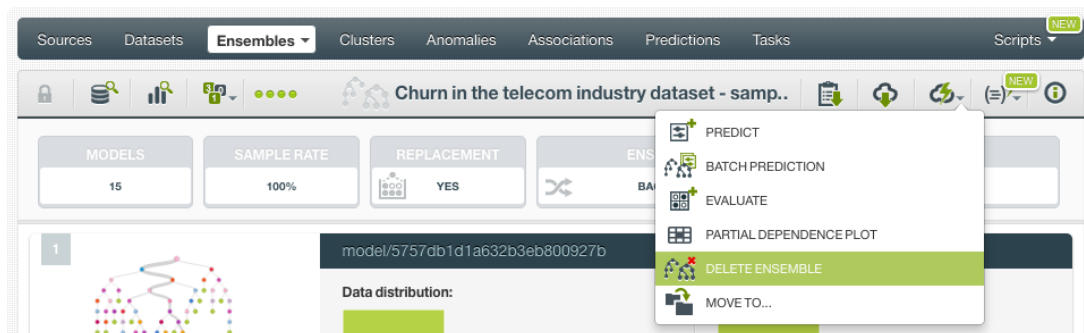 NEW
Sources Datasets Ensembles Clusters Anomalies Associations Predictions Tasks Scripts
NEW
Churn in the telecom industry dataset - samp.. (=)
PREDICT
MODELS SAMPLE RATE REPLACEMENT ENS
BATCH PREDICTION
15 100% YES BA
EVALUATE
PARTIAL DEPENDENCE PLOT
1 model/5757db1d1a632b3eb800927b
DELETE ENSEMBLE
Data distribution:
MOVE TO...